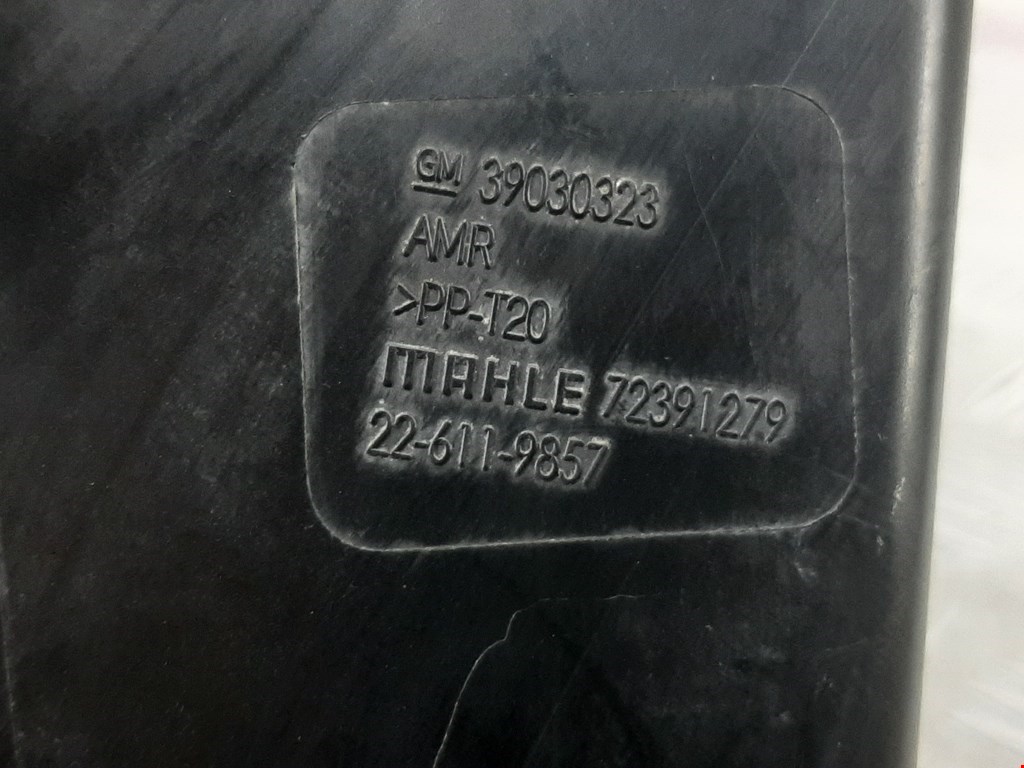 GM 39030323
AMR
>PP-T20
MAHLE 72391279
22-611-9857